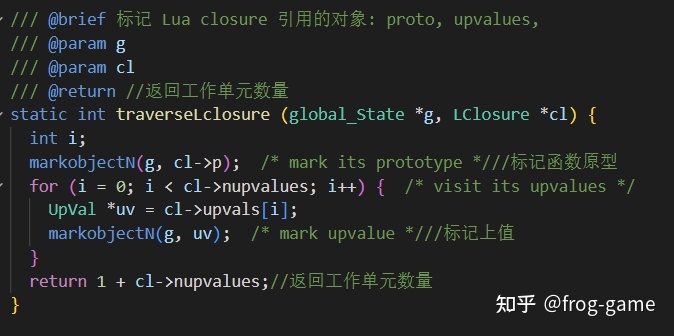 /// @brief 标记 Lua closure 引用的对象: proto, upvalues,
/// @param g
/// @param cl
/// @return //返回工作单元数量
static int traverseLclosure (global_State *g, LClosure *cl) {
  int i;
  markobjectN(g, cl->p);  /* mark its prototype *///标记函数原型
  for (i = 0; i < cl->nupvalues; i++) {  /* visit its upvalues */
    UpVal *uv = cl->upvals[i];
    markobjectN(g, uv);  /* mark upvalue *///标记上值
  }
  return 1 + cl->nupvalues;//返回工作单元数量
}
知乎 @frog-game